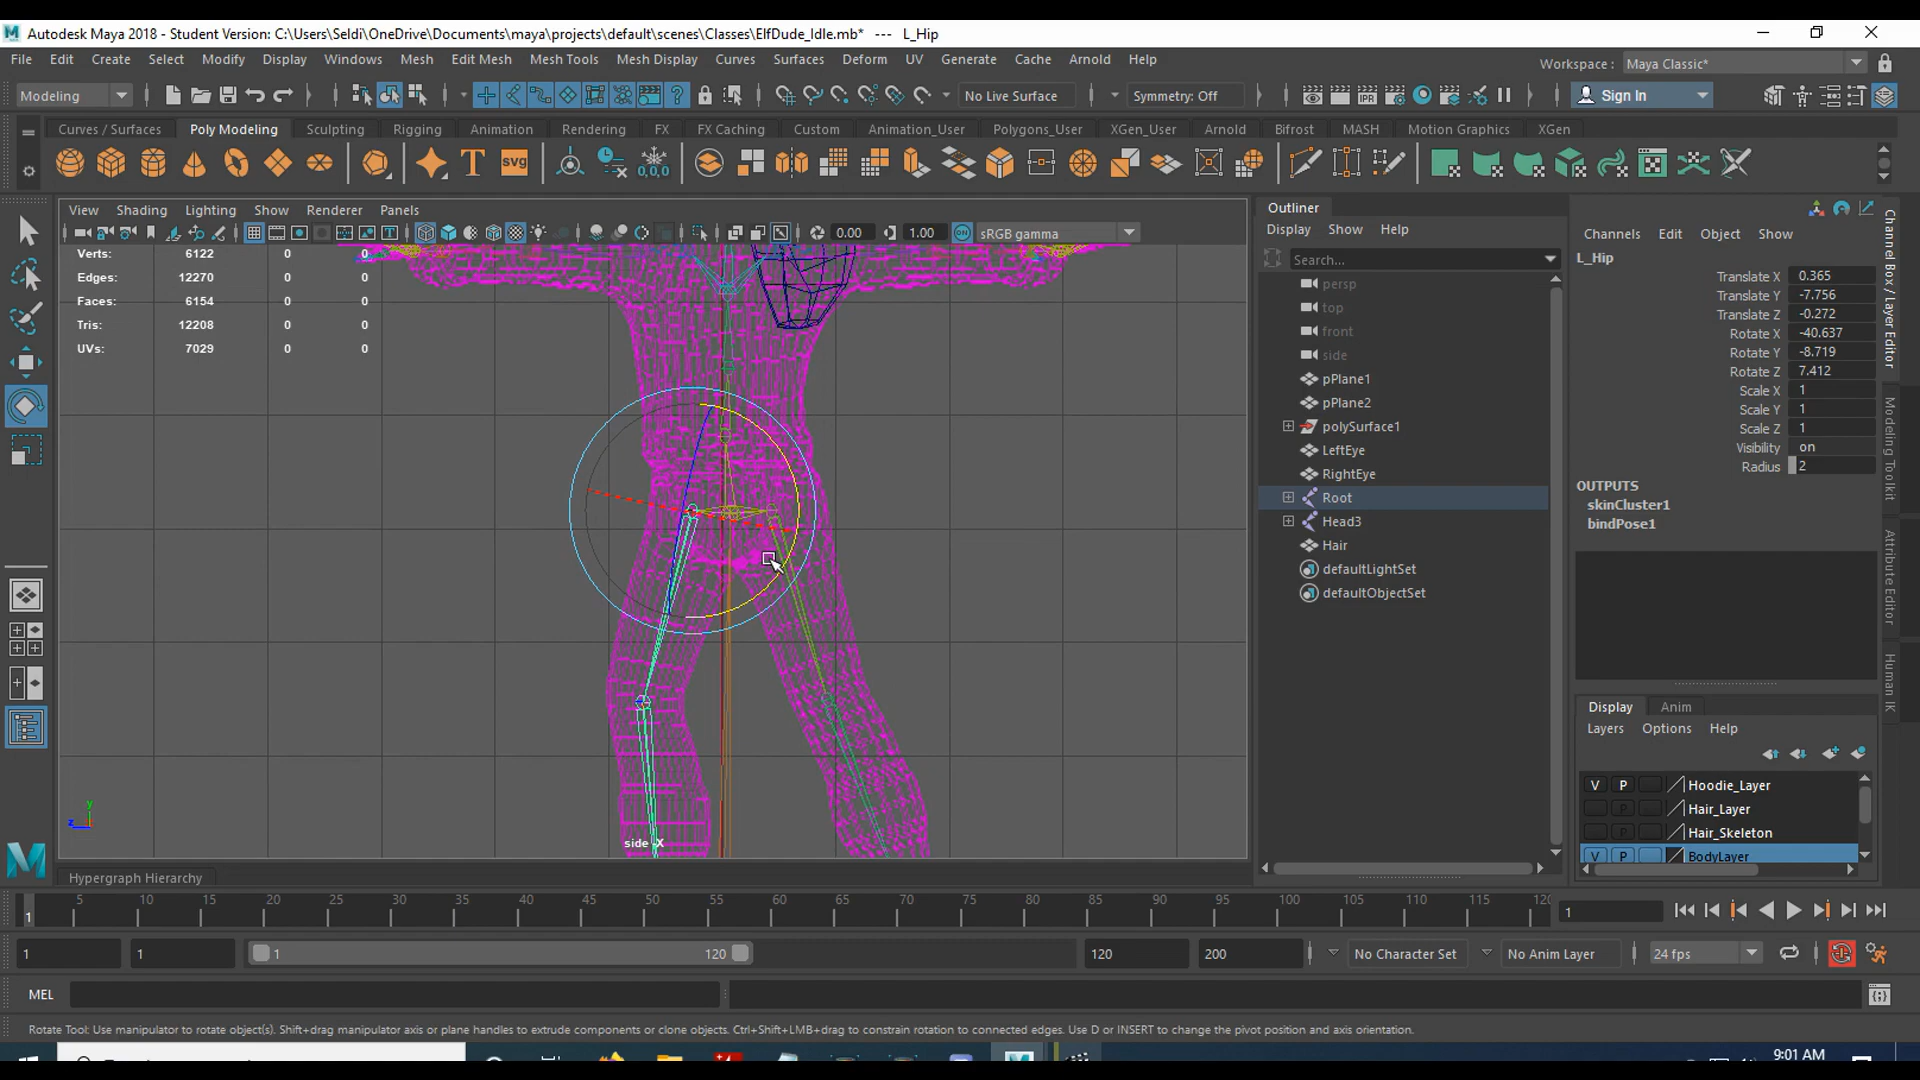 Autodesk Maya 2018 - Student Version: C:\Users\Seldi\OneDrive\Documents\maya\projects\default\scenes\Classes\ElfDude_Idle.mb* --- L_Hip
File Edit Create Select Modify Display Windows Mesh Edit Mesh Mesh Tools Mesh Display Curves Surfaces Deform UV Generate Cache Arnold Help
Workspace : Maya Classic*
Modeling
No Live Surface
Symmetry: Off
Sign In
Curves / Surfaces Poly Modeling Sculpting Rigging Animation Rendering FX FX Caching Custom Animation_User Polygons_User XGen_User Arnold Bifrost MASH Motion Graphics XGen
T SVG
0,0,0
View Shading Lighting Show Renderer Panels
0.00 1.00 ON sRGB gamma
Verts: 6122 0 0
Edges: 12270 0 0
Faces: 6154 0 0
Tris: 12208 0 0
UVs: 7029 0 0
y
z
side X
Hypergraph Hierarchy
Outliner
Display Show Help
Search...
persp
top
front
side
pPlane1
pPlane2
polySurface1
LeftEye
RightEye
Root
Head3
Hair
defaultLightSet
defaultObjectSet
Channels Edit Object Show
L_Hip
Translate X 0.365
Translate Y -7.756
Translate Z -0.272
Rotate X -40.637
Rotate Y -8.719
Rotate Z 7.412
Scale X 1
Scale Y 1
Scale Z 1
Visibility on
Radius 2
OUTPUTS
skinCluster1
bindPose1
Display Anim
Layers Options Help
V P Hoodie_Layer
Hair_Layer
Hair_Skeleton
V P BodyLayer
Channel Box / Layer Editor
Modeling Toolkit
Attribute Editor
Human IK
1 5 10 15 20 25 30 35 40 45 50 55 60 65 70 75 80 85 90 95 100 105 110 115 120
1
1 1 1 120 120 200 No Character Set No Anim Layer 24 fps
MEL
Rotate Tool: Use manipulator to rotate object(s). Shift+drag manipulator axis or plane handles to extrude components or clone objects. Ctrl+Shift+LMB+drag to constrain rotation to connected edges. Use D or INSERT to change the pivot position and axis orientation.
9:01 AM